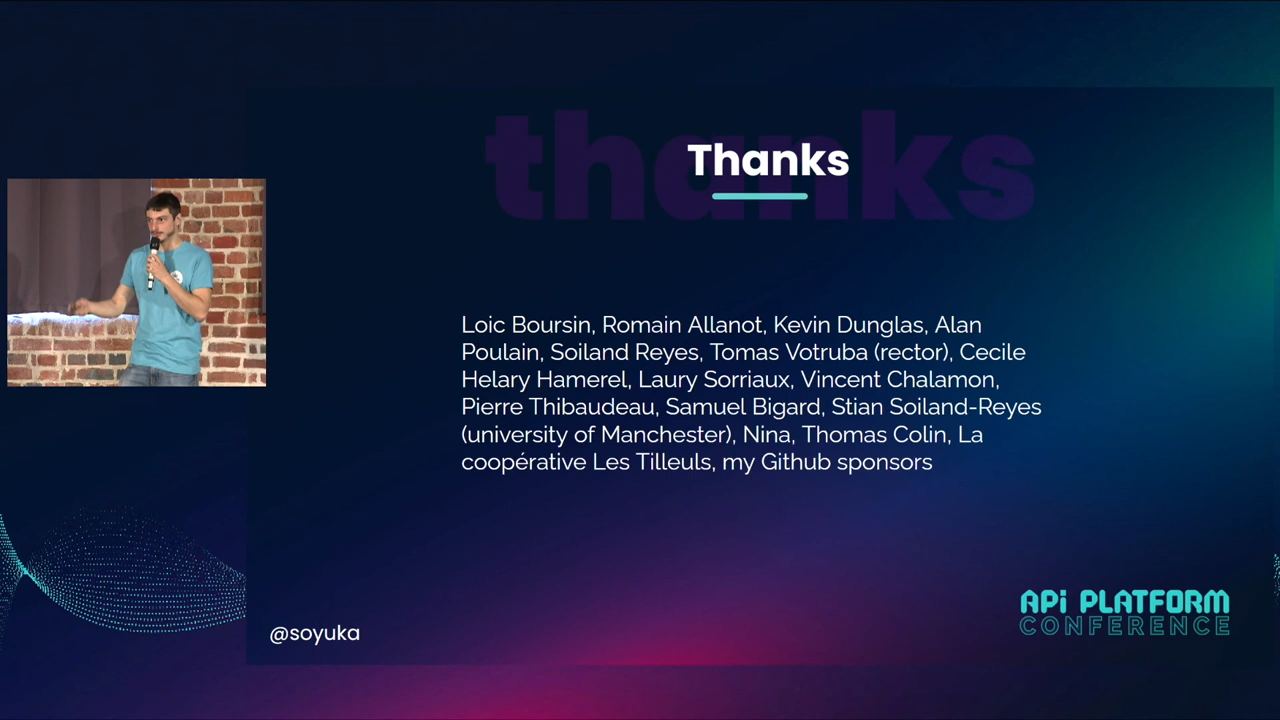 thanks
Thanks
Loic Boursin, Romain Allanot, Kevin Dunglas, Alan
Poulain, Soiland Reyes, Tomas Votruba (rector), Cecile
Helary Hamerel, Laury Sorriaux, Vincent Chalamon,
Pierre Thibaudeau, Samuel Bigard, Stian Soiland-Reyes
(university of Manchester), Nina, Thomas Colin, La
coopérative Les Tilleuls, my Github sponsors
@soyuka
APi PLATFORM
CONFERENCE